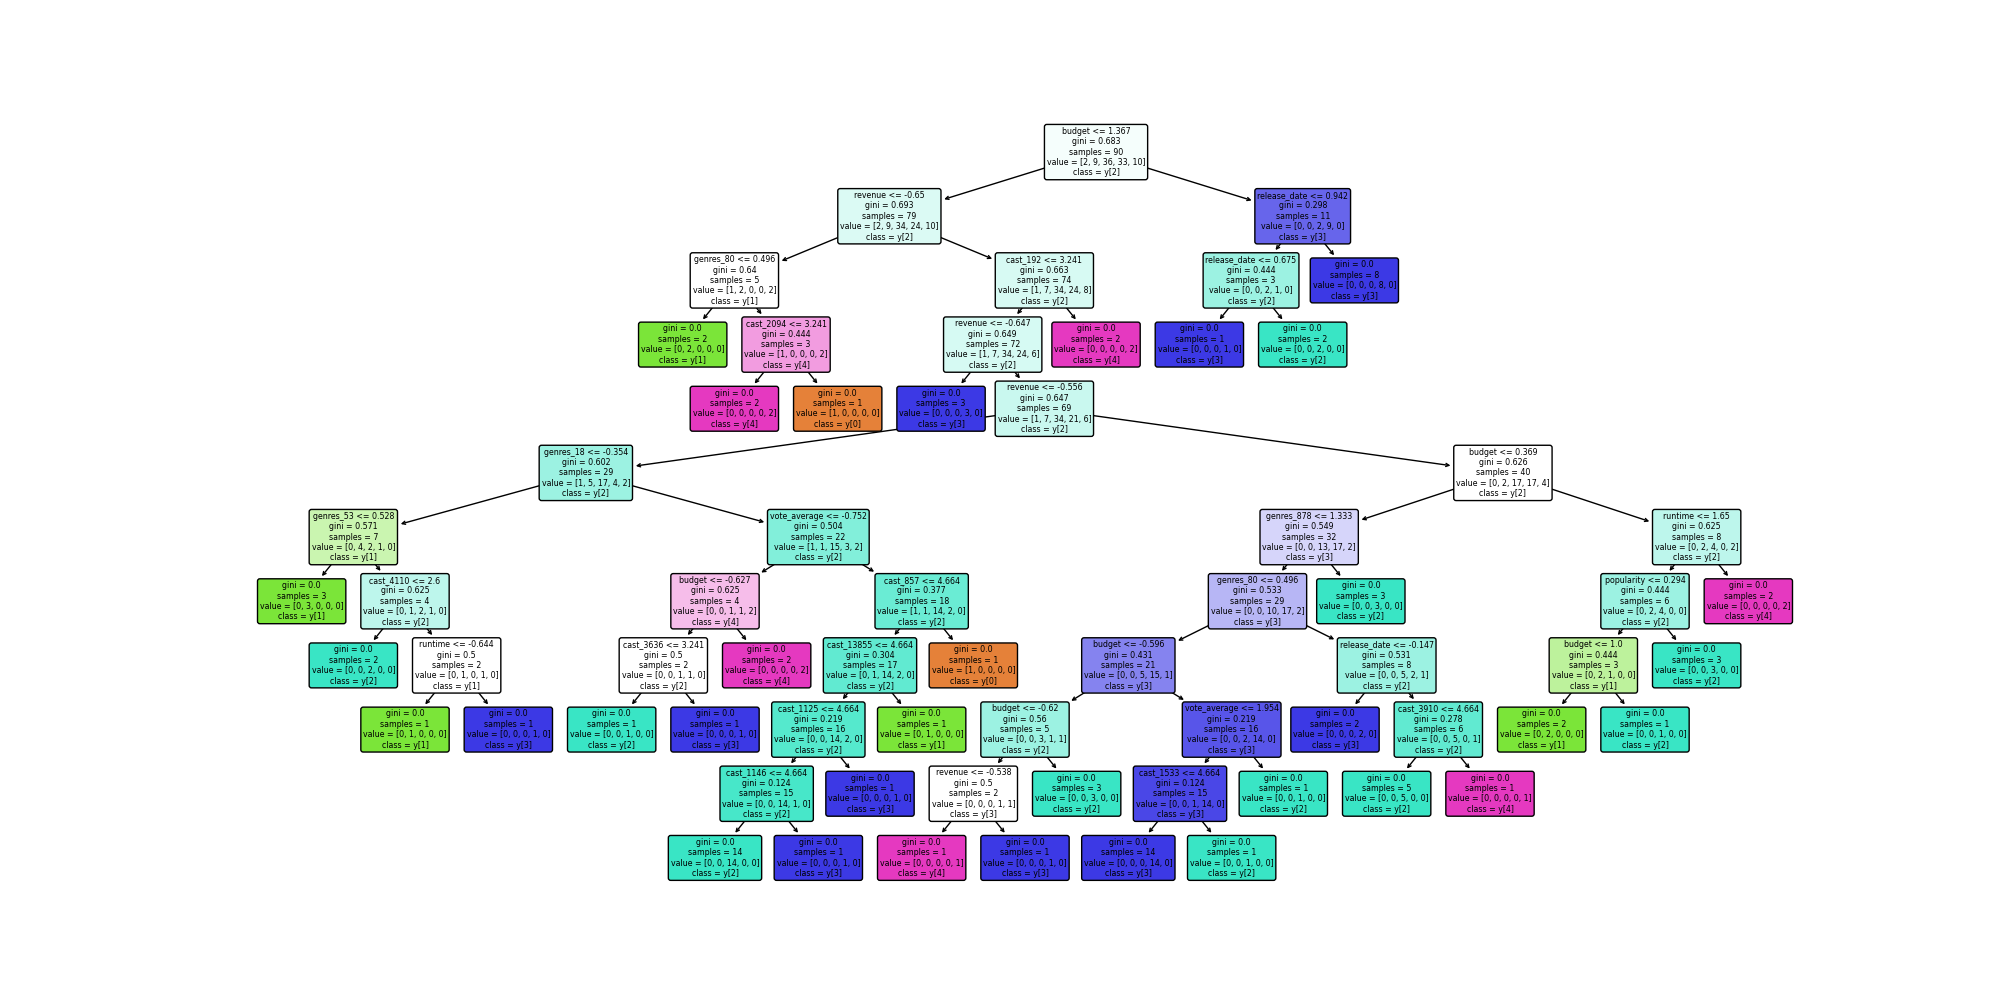 budget <= 1.367
gini = 0.683
samples = 90
value = [2, 9, 36, 33, 10]
class = y[2]
revenue <= -0.65
gini = 0.693
samples = 79
value = [2, 9, 34, 24, 10]
class = y[2]
release_date <= 0.942
gini = 0.298
samples = 11
value = [0, 0, 2, 9, 0]
class = y[3]
genres_80 <= 0.496
gini = 0.64
samples = 5
value = [1, 2, 0, 0, 2]
class = y[1]
cast_192 <= 3.241
gini = 0.663
samples = 74
value = [1, 7, 34, 24, 8]
class = y[2]
release_date <= 0.675
gini = 0.444
samples = 3
value = [0, 0, 2, 1, 0]
class = y[2]
gini = 0.0
samples = 8
value = [0, 0, 0, 8, 0]
class = y[3]
gini = 0.0
samples = 2
value = [0, 2, 0, 0, 0]
class = y[1]
cast_2094 <= 3.241
gini = 0.444
samples = 3
value = [1, 0, 0, 0, 2]
class = y[4]
revenue <= -0.647
gini = 0.649
samples = 72
value = [1, 7, 34, 24, 6]
class = y[2]
gini = 0.0
samples = 2
value = [0, 0, 0, 0, 2]
class = y[4]
gini = 0.0
samples = 1
value = [0, 0, 0, 1, 0]
class = y[3]
gini = 0.0
samples = 2
value = [0, 0, 2, 0, 0]
class = y[2]
gini = 0.0
samples = 2
value = [0, 0, 0, 0, 2]
class = y[4]
gini = 0.0
samples = 1
value = [1, 0, 0, 0, 0]
class = y[0]
gini = 0.0
samples = 3
value = [0, 0, 0, 3, 0]
class = y[3]
revenue <= -0.556
gini = 0.647
samples = 69
value = [1, 7, 34, 21, 6]
class = y[2]
genres_18 <= -0.354
gini = 0.602
samples = 29
value = [1, 5, 17, 4, 2]
class = y[2]
budget <= 0.369
gini = 0.626
samples = 40
value = [0, 2, 17, 17, 4]
class = y[2]
genres_53 <= 0.528
gini = 0.571
samples = 7
value = [0, 4, 2, 1, 0]
class = y[1]
vote_average <= -0.752
gini = 0.504
samples = 22
value = [1, 1, 15, 3, 2]
class = y[2]
genres_878 <= 1.333
gini = 0.549
samples = 32
value = [0, 0, 13, 17, 2]
class = y[3]
runtime <= 1.65
gini = 0.625
samples = 8
value = [0, 2, 4, 0, 2]
class = y[2]
gini = 0.0
samples = 3
value = [0, 3, 0, 0, 0]
class = y[1]
cast_4110 <= 2.6
gini = 0.625
samples = 4
value = [0, 1, 2, 1, 0]
class = y[2]
budget <= -0.627
gini = 0.625
samples = 4
value = [0, 0, 1, 1, 2]
class = y[4]
cast_857 <= 4.664
gini = 0.377
samples = 18
value = [1, 1, 14, 2, 0]
class = y[2]
genres_80 <= 0.496
gini = 0.533
samples = 29
value = [0, 0, 10, 17, 2]
class = y[3]
gini = 0.0
samples = 3
value = [0, 0, 3, 0, 0]
class = y[2]
popularity <= 0.294
gini = 0.444
samples = 6
value = [0, 2, 4, 0, 0]
class = y[2]
gini = 0.0
samples = 2
value = [0, 0, 0, 0, 2]
class = y[4]
gini = 0.0
samples = 2
value = [0, 0, 2, 0, 0]
class = y[2]
runtime <= -0.644
gini = 0.5
samples = 2
value = [0, 1, 0, 1, 0]
class = y[1]
cast_3636 <= 3.241
gini = 0.5
samples = 2
value = [0, 0, 1, 1, 0]
class = y[2]
gini = 0.0
samples = 2
value = [0, 0, 0, 0, 2]
class = y[4]
cast_13855 <= 4.664
gini = 0.304
samples = 17
value = [0, 1, 14, 2, 0]
class = y[2]
gini = 0.0
samples = 1
value = [1, 0, 0, 0, 0]
class = y[0]
budget <= -0.596
gini = 0.431
samples = 21
value = [0, 0, 5, 15, 1]
class = y[3]
release_date <= -0.147
gini = 0.531
samples = 8
value = [0, 0, 5, 2, 1]
class = y[2]
budget <= 1.0
gini = 0.444
samples = 3
value = [0, 2, 1, 0, 0]
class = y[1]
gini = 0.0
samples = 3
value = [0, 0, 3, 0, 0]
class = y[2]
gini = 0.0
samples = 1
value = [0, 1, 0, 0, 0]
class = y[1]
gini = 0.0
samples = 1
value = [0, 0, 0, 1, 0]
class = y[3]
gini = 0.0
samples = 1
value = [0, 0, 1, 0, 0]
class = y[2]
gini = 0.0
samples = 1
value = [0, 0, 0, 1, 0]
class = y[3]
cast_1125 <= 4.664
gini = 0.219
samples = 16
value = [0, 0, 14, 2, 0]
class = y[2]
gini = 0.0
samples = 1
value = [0, 1, 0, 0, 0]
class = y[1]
budget <= -0.62
gini = 0.56
samples = 5
value = [0, 0, 3, 1, 1]
class = y[2]
vote_average <= 1.954
gini = 0.219
samples = 16
value = [0, 0, 2, 14, 0]
class = y[3]
gini = 0.0
samples = 2
value = [0, 0, 0, 2, 0]
class = y[3]
cast_3910 <= 4.664
gini = 0.278
samples = 6
value = [0, 0, 5, 0, 1]
class = y[2]
gini = 0.0
samples = 2
value = [0, 2, 0, 0, 0]
class = y[1]
gini = 0.0
samples = 1
value = [0, 0, 1, 0, 0]
class = y[2]
cast_1146 <= 4.664
gini = 0.124
samples = 15
value = [0, 0, 14, 1, 0]
class = y[2]
gini = 0.0
samples = 1
value = [0, 0, 0, 1, 0]
class = y[3]
revenue <= -0.538
gini = 0.5
samples = 2
value = [0, 0, 0, 1, 1]
class = y[3]
gini = 0.0
samples = 3
value = [0, 0, 3, 0, 0]
class = y[2]
cast_1533 <= 4.664
gini = 0.124
samples = 15
value = [0, 0, 1, 14, 0]
class = y[3]
gini = 0.0
samples = 1
value = [0, 0, 1, 0, 0]
class = y[2]
gini = 0.0
samples = 5
value = [0, 0, 5, 0, 0]
class = y[2]
gini = 0.0
samples = 1
value = [0, 0, 0, 0, 1]
class = y[4]
gini = 0.0
samples = 14
value = [0, 0, 14, 0, 0]
class = y[2]
gini = 0.0
samples = 1
value = [0, 0, 0, 1, 0]
class = y[3]
gini = 0.0
samples = 1
value = [0, 0, 0, 0, 1]
class = y[4]
gini = 0.0
samples = 1
value = [0, 0, 0, 1, 0]
class = y[3]
gini = 0.0
samples = 14
value = [0, 0, 0, 14, 0]
class = y[3]
gini = 0.0
samples = 1
value = [0, 0, 1, 0, 0]
class = y[2]